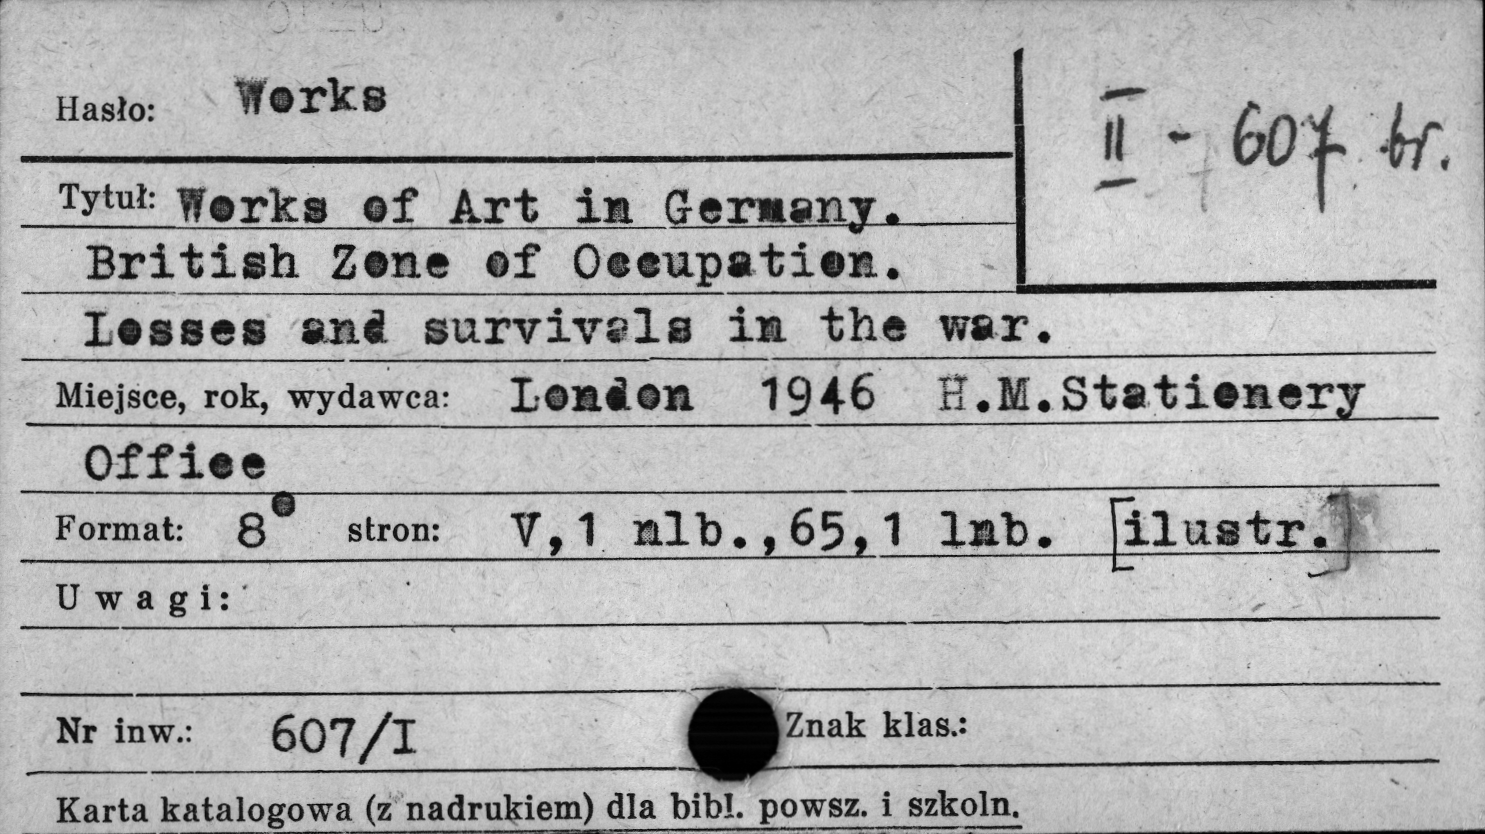 Hasło: Works
II - 607 br.
Tytuł: Works of Art in Germany.
British Zone of Occupation.
Losses and survivals in the war.
Miejsce, rok, wydawca: London 1946 H.M.Stationery
Office
Format: 8° stron: V,1 nlb.,65,1 lnb. [ilustr.]
Uwagi:
Nr inw.: 607/I Znak klas.:
Karta katalogowa (z nadrukiem) dla bibl. powsz. i szkoln.